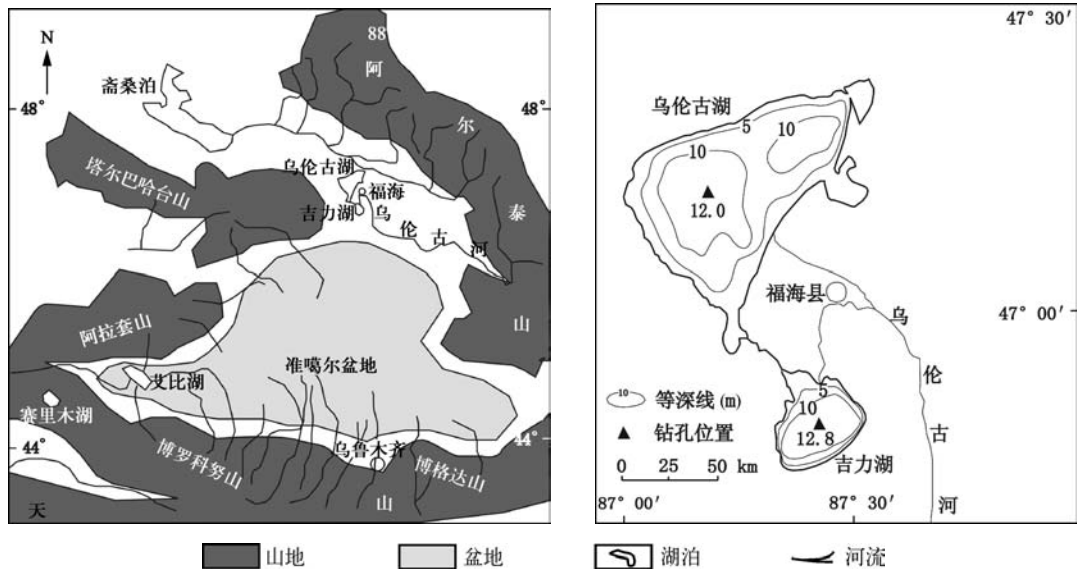 N
88
阿
尔
泰
山
斋桑泊
48°
48°
塔尔巴哈台山
乌伦古湖
福海
吉力湖
乌
伦
古
河
阿拉套山
准噶尔盆地
艾比湖
赛里木湖
44°
44°
乌鲁木齐
博罗科努山
博格达山
天
山
47° 30′
乌伦古湖
5
10
10
12.0
福海县
47° 00′
乌
伦
古
河
5
10
12.8
吉力湖
10 等深线(m)
钻孔位置
0 25 50 km
87° 00′
87° 30′
山地
盆地
湖泊
河流